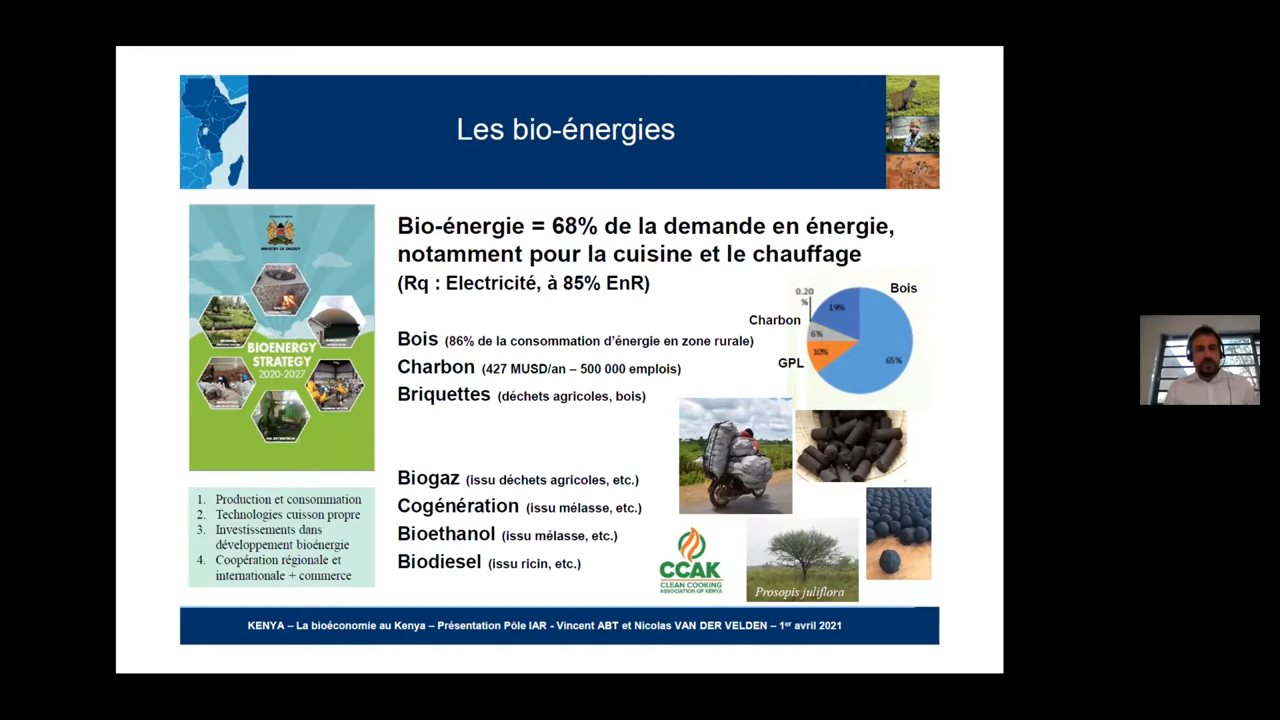 Les bio-énergies
MINISTRY OF ENERGY
BIOENERGY
STRATEGY
2020-2027
1. Production et consommation
2. Technologies cuisson propre
3. Investissements dans
développement bioénergie
4. Coopération régionale et
internationale + commerce
Bio-énergie = 68% de la demande en énergie,
notamment pour la cuisine et le chauffage
(Rq : Electricité, à 85% EnR)
Bois (86% de la consommation d'énergie en zone rurale)
Charbon (427 MUSD/an – 500 000 emplois)
Briquettes (déchets agricoles, bois)
Biogaz (issu déchets agricoles, etc.)
Cogénération (issu mélasse, etc.)
Bioethanol (issu mélasse, etc.)
Biodiesel (issu ricin, etc.)
Bois
0.20
%
19%
Charbon
6%
10%
GPL
65%
CCAK
CLEAN COOKING
ASSOCIATION OF KENYA
Prosopis juliflora
KENYA – La bioéconomie au Kenya – Présentation Pôle IAR - Vincent ABT et Nicolas VAN DER VELDEN – 1er avril 2021